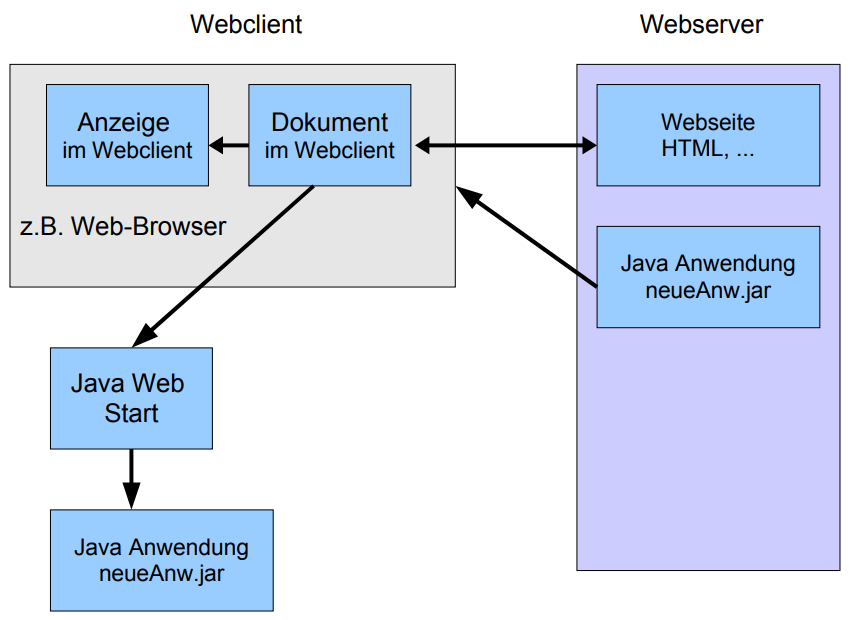 Webclient
Webserver
Anzeige
im Webclient
Dokument
im Webclient
Webseite
HTML, ...
z.B. Web-Browser
Java Anwendung
neueAnw.jar
Java Web
Start
Java Anwendung
neueAnw.jar